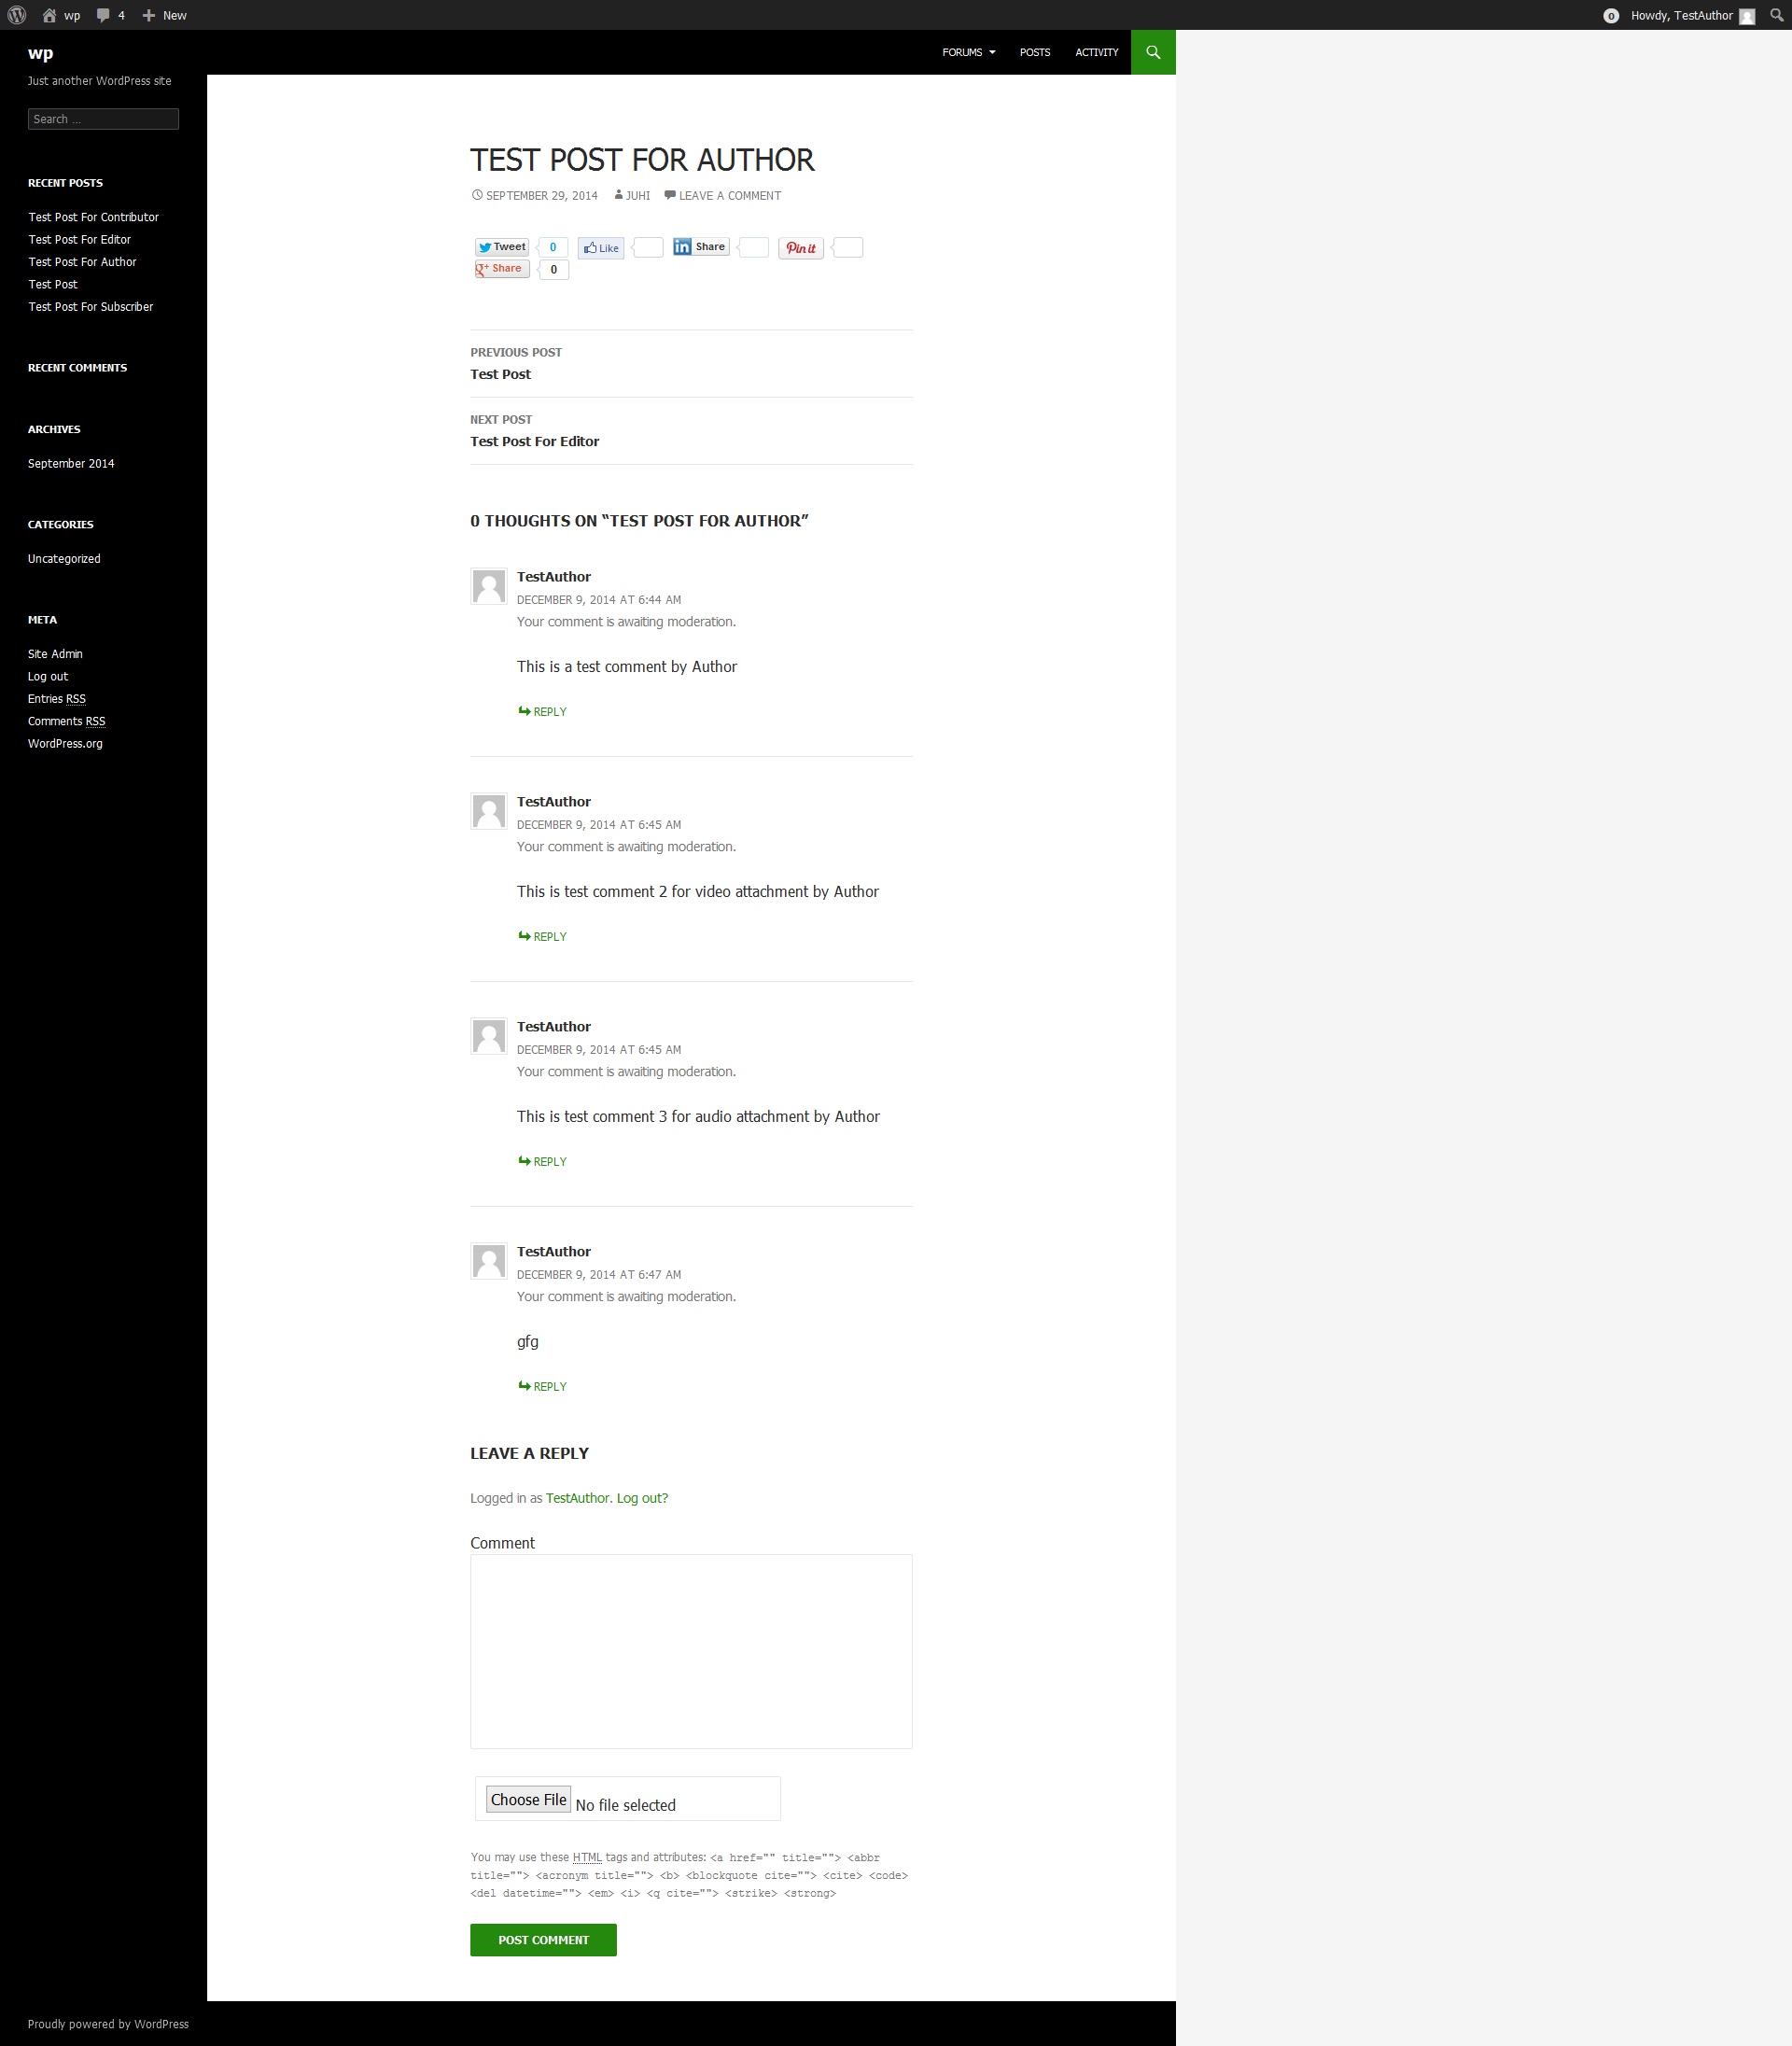 wp 4 New 0 Howdy, TestAuthor
wp
FORUMS POSTS ACTIVITY
Just another WordPress site
Search ...
RECENT POSTS
Test Post For Contributor
Test Post For Editor
Test Post For Author
Test Post
Test Post For Subscriber
RECENT COMMENTS
ARCHIVES
September 2014
CATEGORIES
Uncategorized
META
Site Admin
Log out
Entries RSS
Comments RSS
WordPress.org
TEST POST FOR AUTHOR
SEPTEMBER 29, 2014 JUHI LEAVE A COMMENT
Tweet 0 Like in Share Pin it
g+ Share 0
PREVIOUS POST
Test Post
NEXT POST
Test Post For Editor
0 THOUGHTS ON “TEST POST FOR AUTHOR”
TestAuthor
DECEMBER 9, 2014 AT 6:44 AM
Your comment is awaiting moderation.
This is a test comment by Author
REPLY
TestAuthor
DECEMBER 9, 2014 AT 6:45 AM
Your comment is awaiting moderation.
This is test comment 2 for video attachment by Author
REPLY
TestAuthor
DECEMBER 9, 2014 AT 6:45 AM
Your comment is awaiting moderation.
This is test comment 3 for audio attachment by Author
REPLY
TestAuthor
DECEMBER 9, 2014 AT 6:47 AM
Your comment is awaiting moderation.
gfg
REPLY
LEAVE A REPLY
Logged in as TestAuthor. Log out?
Comment
Choose File No file selected
You may use these HTML tags and attributes: <a href="" title=""> <abbr
title=""> <acronym title=""> <b> <blockquote cite=""> <cite> <code>
<del datetime=""> <em> <i> <q cite=""> <strike> <strong>
POST COMMENT
Proudly powered by WordPress